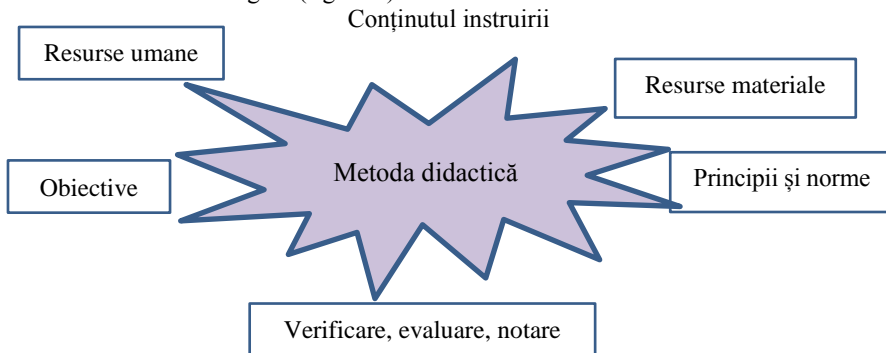 Conținutul instruirii
Resurse umane
Resurse materiale
Metoda didactică
Obiective
Principii și norme
Verificare, evaluare, notare